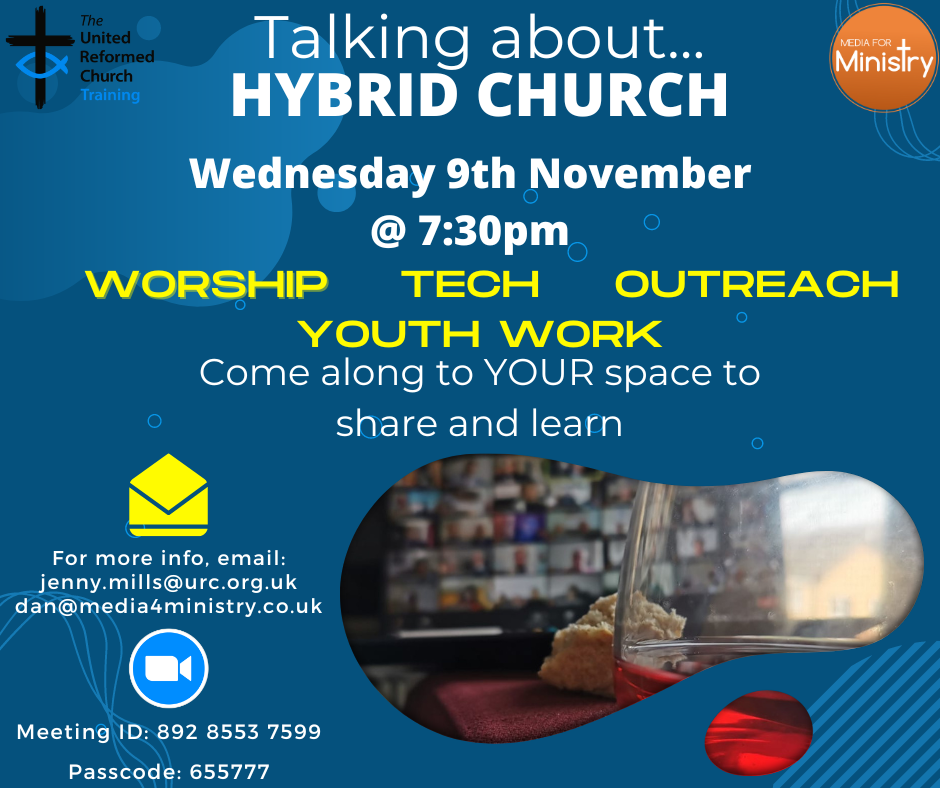 The
United
Reformed
Church
Training
Talking about...
HYBRID CHURCH
MEDIA FOR
Ministry
Wednesday 9th November
@ 7:30pm
WORSHIP TECH OUTREACH
YOUTH WORK
Come along to YOUR space to
share and learn
For more info, email:
jenny.mills@urc.org.uk
dan@media4ministry.co.uk
Meeting ID: 892 8553 7599
Passcode: 655777